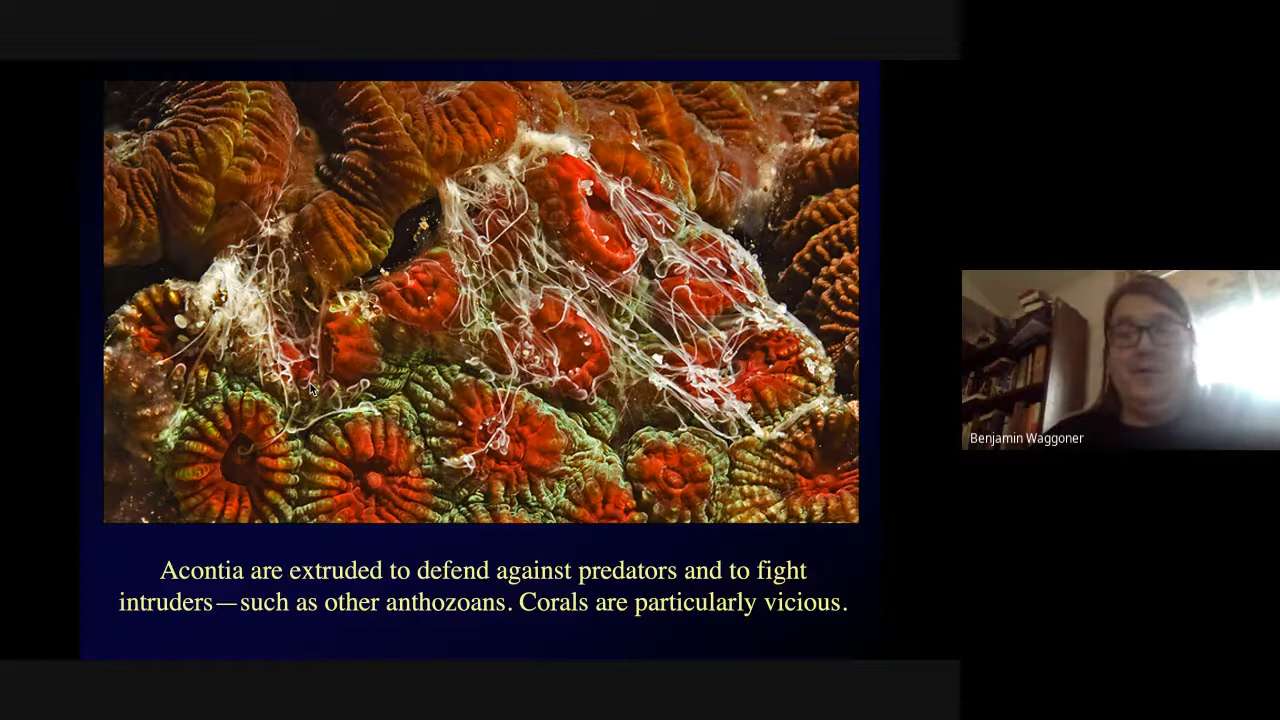 Benjamin Waggoner
Acontia are extruded to defend against predators and to fight
intruders—such as other anthozoans. Corals are particularly vicious.